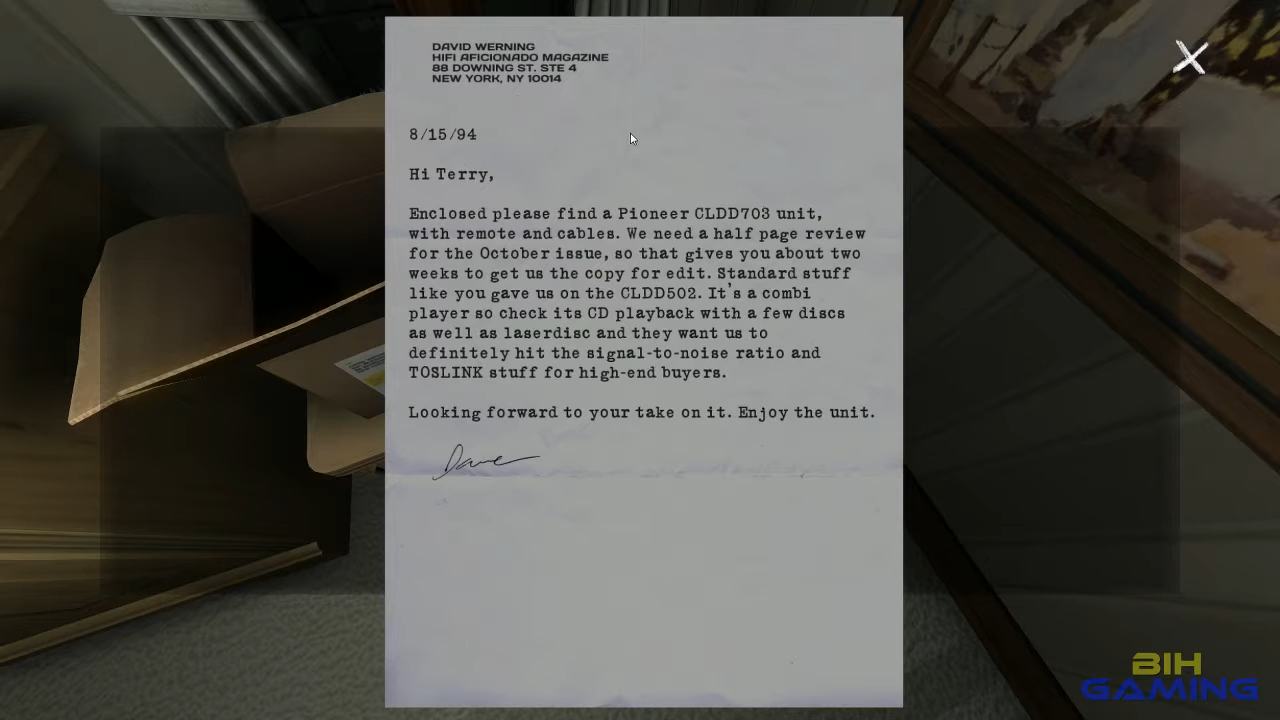 DAVID WERNING
HIFI AFICIONADO MAGAZINE
88 DOWNING ST. STE 4
NEW YORK, NY 10014
8/15/94
Hi Terry,
Enclosed please find a Pioneer CLDD703 unit,
with remote and cables. We need a half page review
for the October issue, so that gives you about two
weeks to get us the copy for edit. Standard stuff
like you gave us on the CLDD502. It's a combi
player so check its CD playback with a few discs
as well as laserdisc and they want us to
definitely hit the signal-to-noise ratio and
TOSLINK stuff for high-end buyers.
Looking forward to your take on it. Enjoy the unit.
Dave
BIH
GAMING